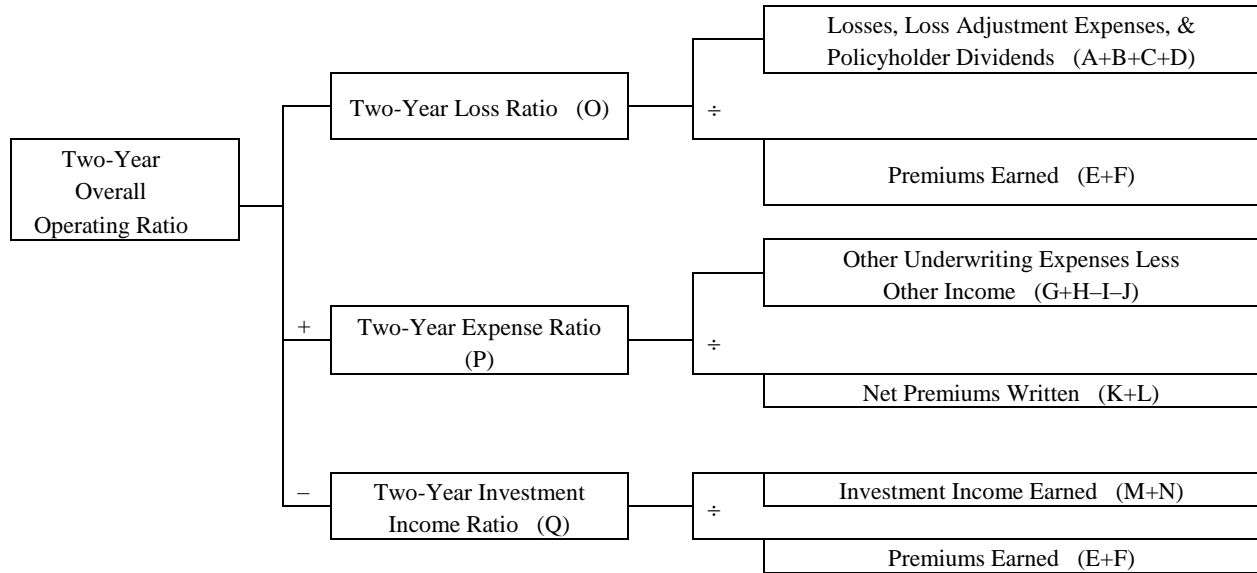 Two-Year
Overall
Operating Ratio
Two-Year Loss Ratio (O)
÷
Losses, Loss Adjustment Expenses, &
Policyholder Dividends (A+B+C+D)
Premiums Earned (E+F)
+
Two-Year Expense Ratio
(P)
÷
Other Underwriting Expenses Less
Other Income (G+H–I–J)
Net Premiums Written (K+L)
–
Two-Year Investment
Income Ratio (Q)
÷
Investment Income Earned (M+N)
Premiums Earned (E+F)